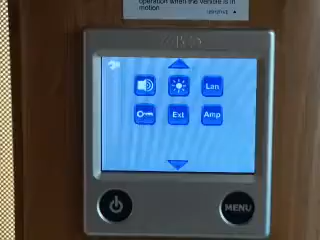 operation when the vehicle is in
motion
Lan
Ext
Amp
MENU